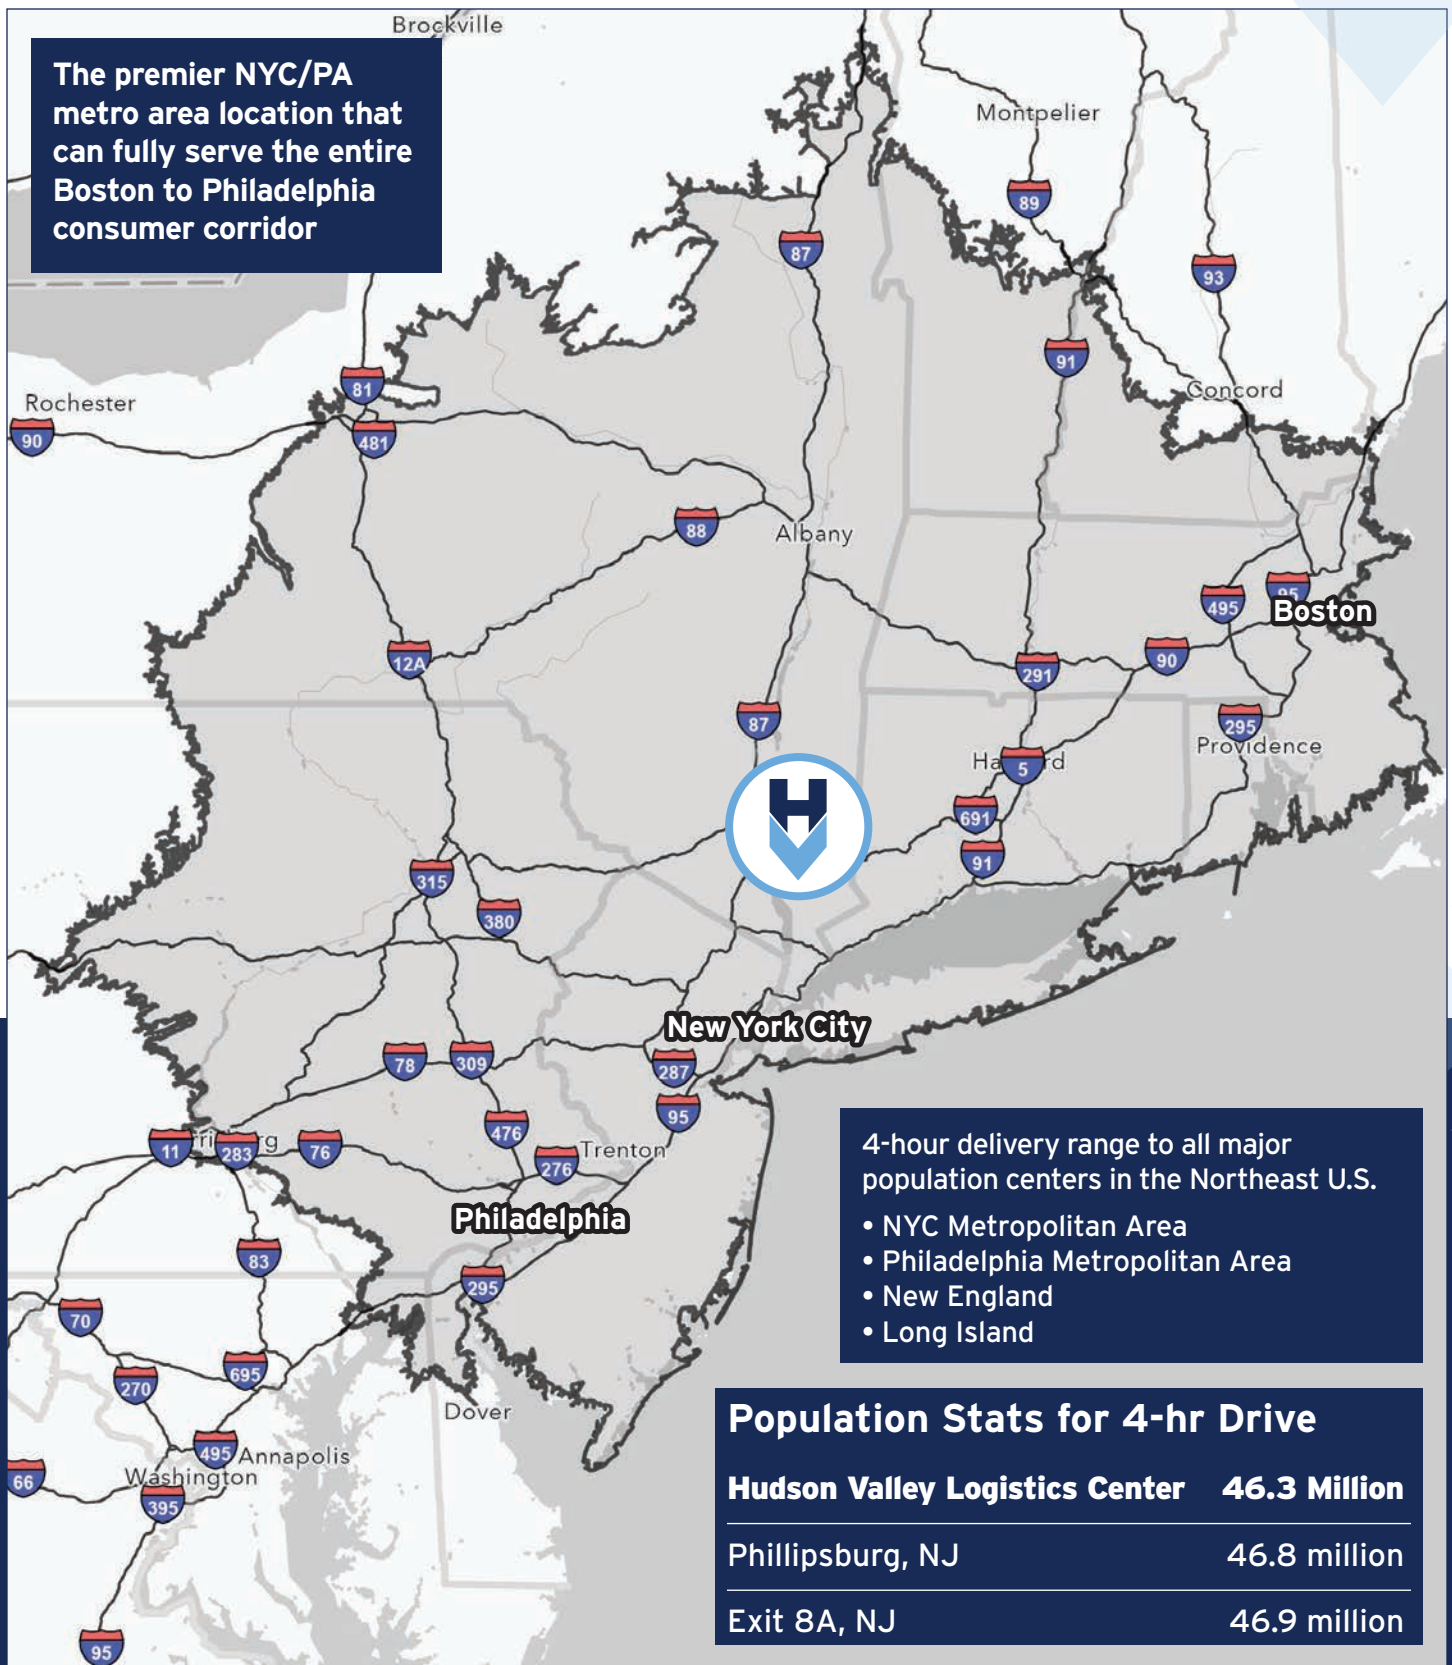 Brockville
The premier NYC/PA
metro area location that
can fully serve the entire
Boston to Philadelphia
consumer corridor
Montpelier
89
87
93
91
81
Concord
Rochester
90
481
88
Albany
495
95
Boston
12A
291
90
87
295
Providence
5
691
91
H
315
380
New York City
78
309
287
95
476
11
283
76
276
Trenton
Philadelphia
83
295
70
695
270
Dover
495
Annapolis
66
Washington
395
95
4-hour delivery range to all major
population centers in the Northeast U.S.
• NYC Metropolitan Area
• Philadelphia Metropolitan Area
• New England
• Long Island
Population Stats for 4-hr Drive
Hudson Valley Logistics Center 46.3 Million
Phillipsburg, NJ 46.8 million
Exit 8A, NJ 46.9 million